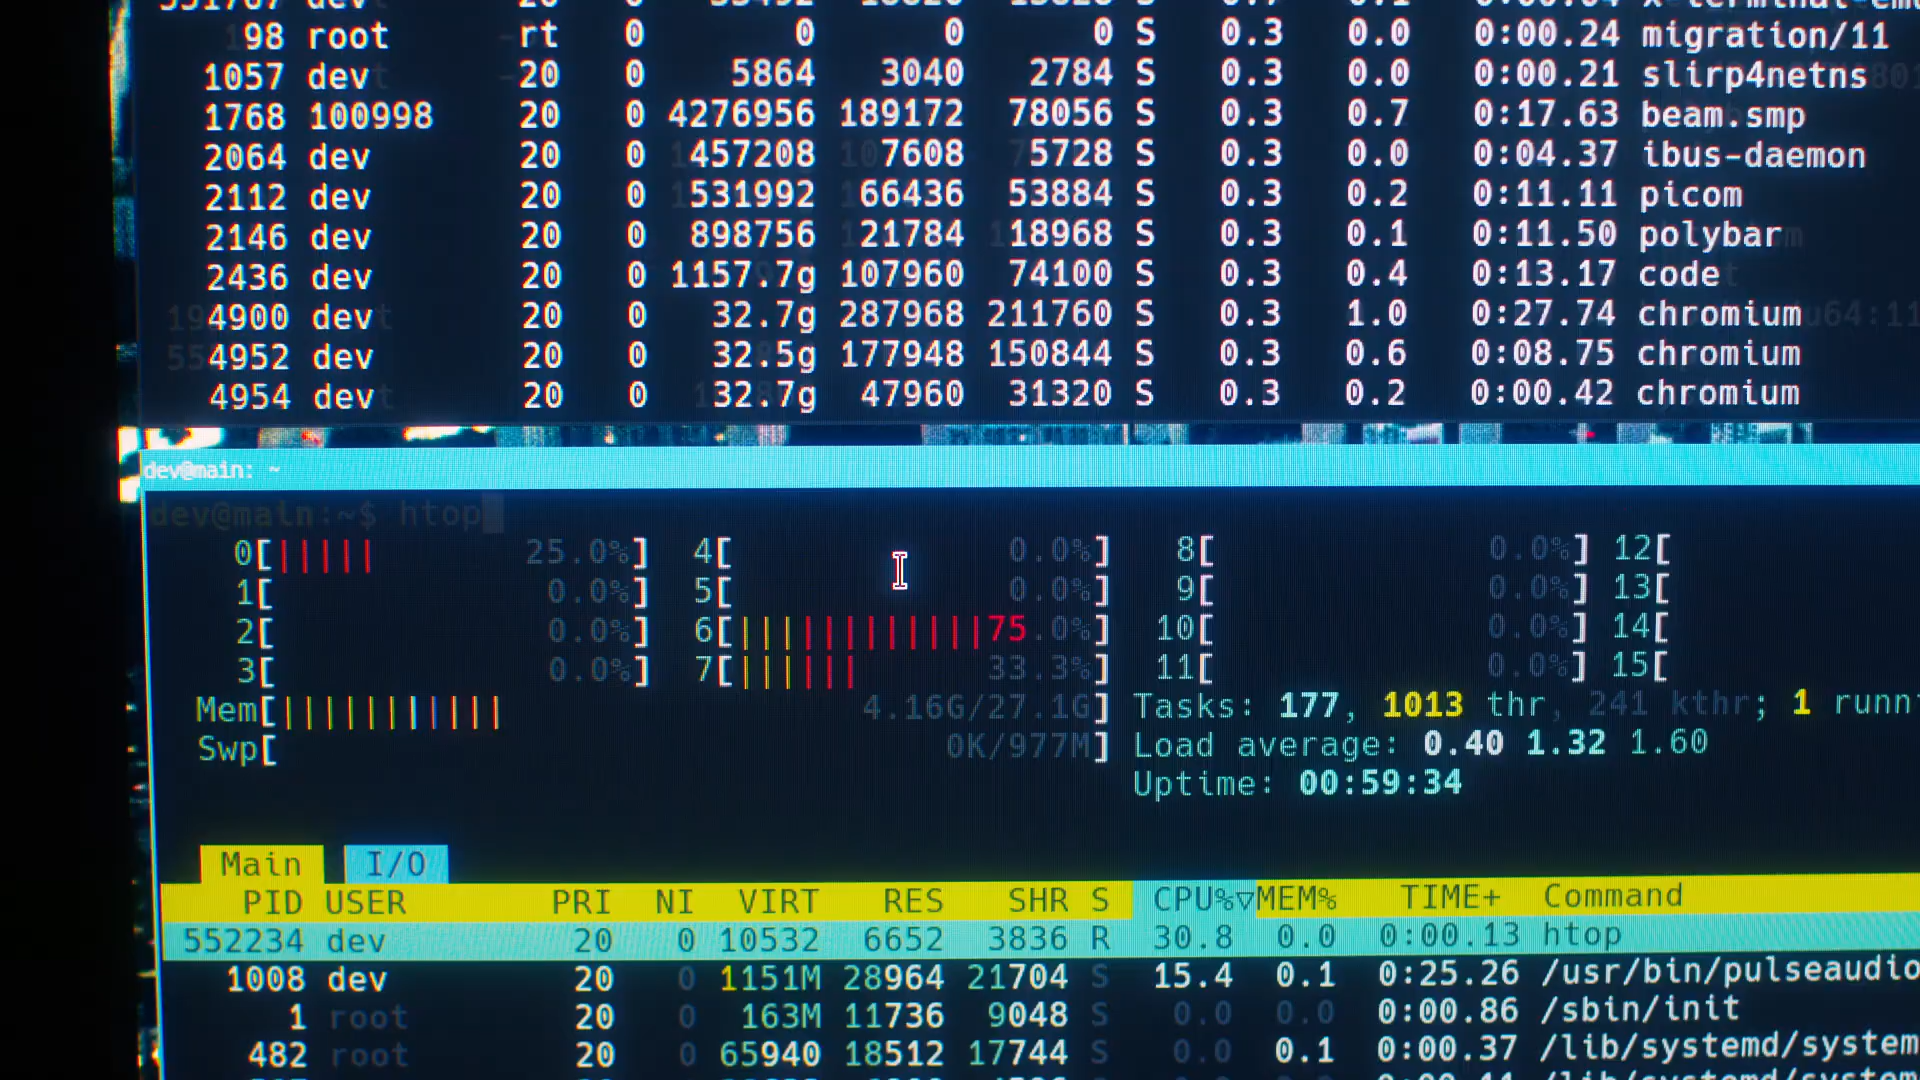 98 root rt 0 0 0 0 S 0.3 0.0 0:00.24 migration/11
1057 dev 20 0 5864 3040 2784 S 0.3 0.0 0:00.21 slirp4netns
1768 100998 20 0 4276956 189172 78056 S 0.3 0.7 0:17.63 beam.smp
2064 dev 20 0 457208 7608 5728 S 0.3 0.0 0:04.37 ibus-daemon
2112 dev 20 0 531992 66436 53884 S 0.3 0.2 0:11.11 picom
2146 dev 20 0 898756 21784 18968 S 0.3 0.1 0:11.50 polybar
2436 dev 20 0 1157.7g 107960 74100 S 0.3 0.4 0:13.17 code
4900 dev 20 0 32.7g 287968 211760 S 0.3 1.0 0:27.74 chromium
4952 dev 20 0 32.5g 177948 150844 S 0.3 0.6 0:08.75 chromium
4954 dev 20 0 32.7g 47960 31320 S 0.3 0.2 0:00.42 chromium
dev@main: ~
dev@main:~$ htop
0[||||| 25.0%] 4[ 0.0%] 8[ 0.0%] 12[
1[ 0.0%] 5[ 0.0%] 9[ 0.0%] 13[
2[ 0.0%] 6[||||||||||||75.0%] 10[ 0.0%] 14[
3[ 0.0%] 7[|||||| 33.3%] 11[ 0.0%] 15[
Mem[||||||||||| 4.16G/27.1G] Tasks: 177, 1013 thr, 241 kthr; 1 runn
Swp[ 0K/977M] Load average: 0.40 1.32 1.60
Uptime: 00:59:34
Main I/O
PID USER PRI NI VIRT RES SHR S CPU%▽MEM% TIME+ Command
552234 dev 20 0 10532 6652 3836 R 30.8 0.0 0:00.13 htop
1008 dev 20 0 1151M 28964 21704 S 15.4 0.1 0:25.26 /usr/bin/pulseaudio
1 root 20 0 163M 11736 9048 S 0.0 0.0 0:00.86 /sbin/init
482 root 20 0 65940 18512 17744 S 0.0 0.1 0:00.37 /lib/systemd/system